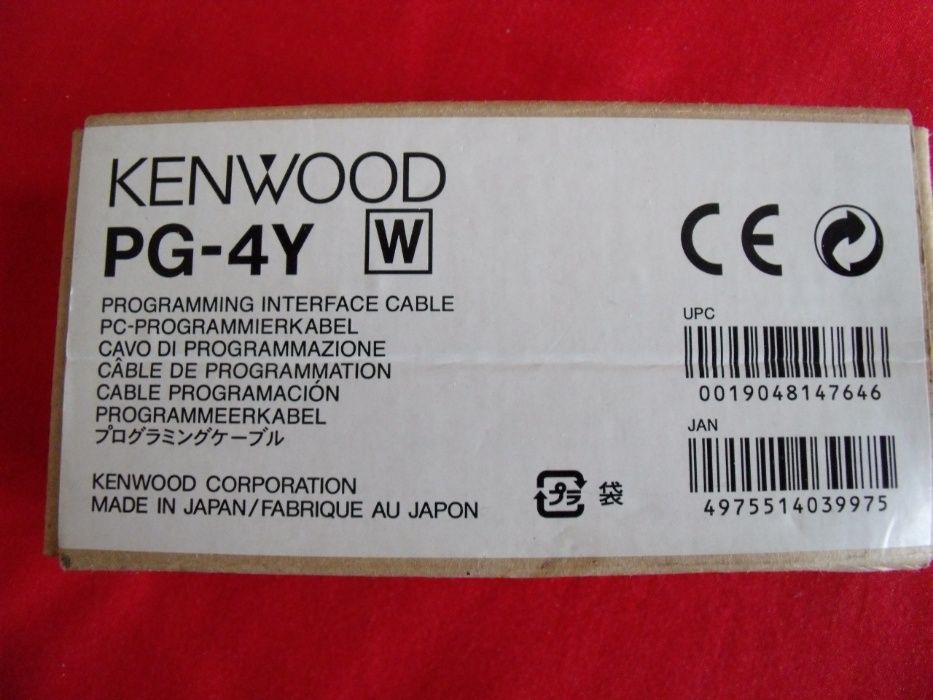 KENWOOD
PG-4Y W
PROGRAMMING INTERFACE CABLE
PC-PROGRAMMIERKABEL
CAVO DI PROGRAMMAZIONE
CÂBLE DE PROGRAMMATION
CABLE PROGRAMACIÓN
PROGRAMMEERKABEL
プログラミングケーブル
KENWOOD CORPORATION
MADE IN JAPAN/FABRIQUE AU JAPON
プラ 袋
CE
UPC
0019048147646
JAN
4975514039975